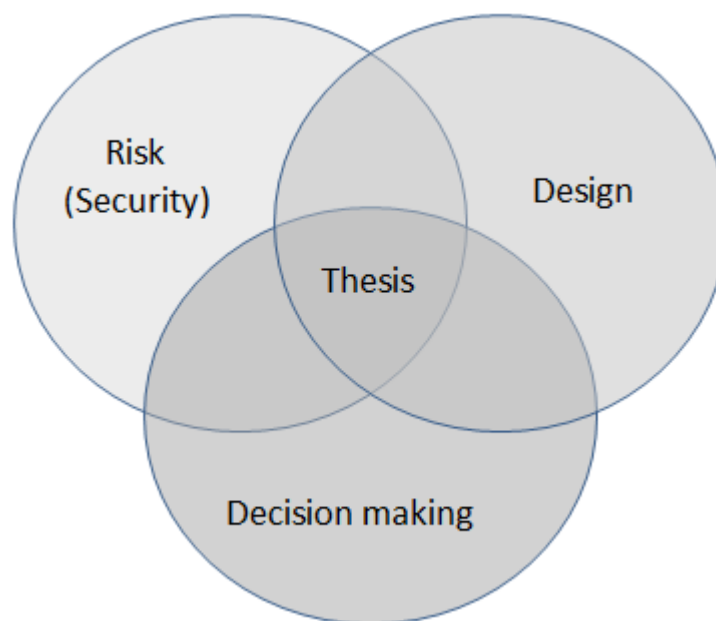 Risk
(Security)
Design
Thesis
Decision making